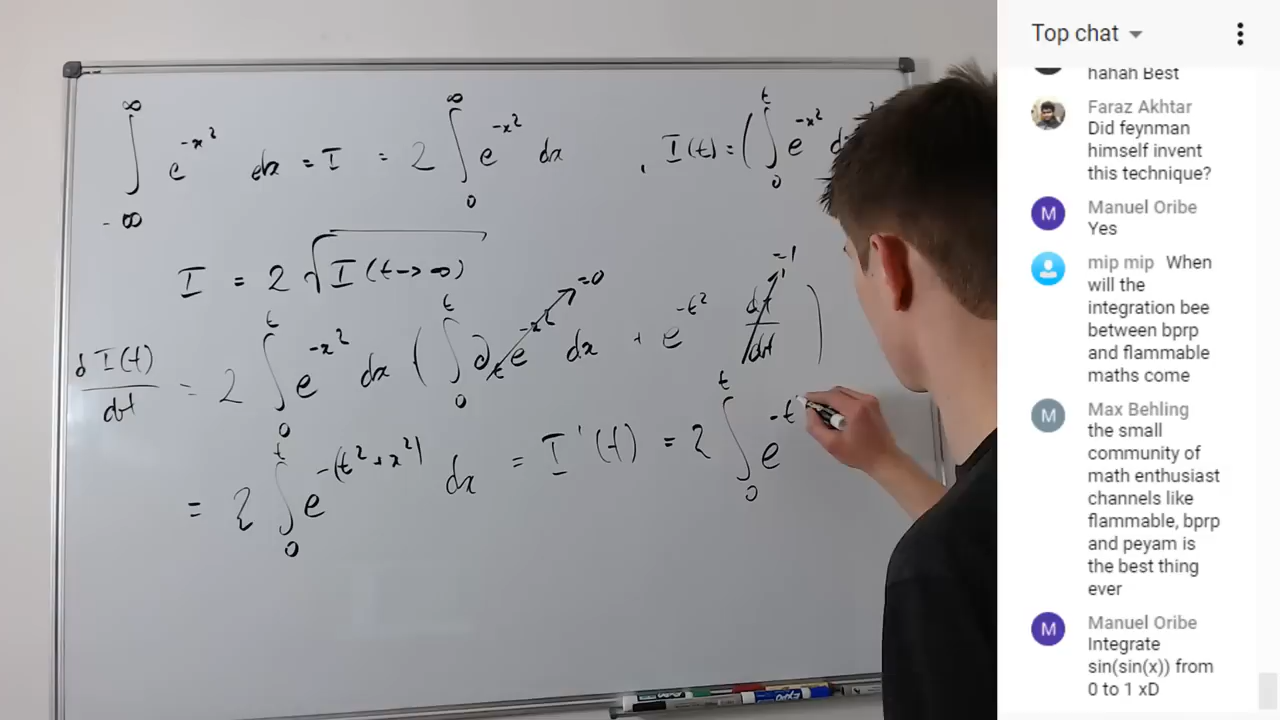 ∫_{-∞}^{∞} e^{-x²} dx = I = 2 ∫_0^∞ e^{-x²} dx , I(t) = (∫_0^t e^{-x²} d
I = 2 √I(t→∞)
dI(t)/dt = 2 ∫_0^t e^{-x²} dx ( ∫_0^t ∂_t e^{-x²} dx =0 + e^{-t²} dt/dt =1 )
= 2 ∫_0^t e^{-(t²+x²)} dx = I'(t) = 2 ∫_0^t e^{-t
Top chat
hahah Best
Faraz Akhtar
Did feynman
himself invent
this technique?
M Manuel Oribe
Yes
mip mip When
will the
integration bee
between bprp
and flammable
maths come
M Max Behling
the small
community of
math enthusiast
channels like
flammable, bprp
and peyam is
the best thing
ever
M Manuel Oribe
Integrate
sin(sin(x)) from
0 to 1 xD
EXPO